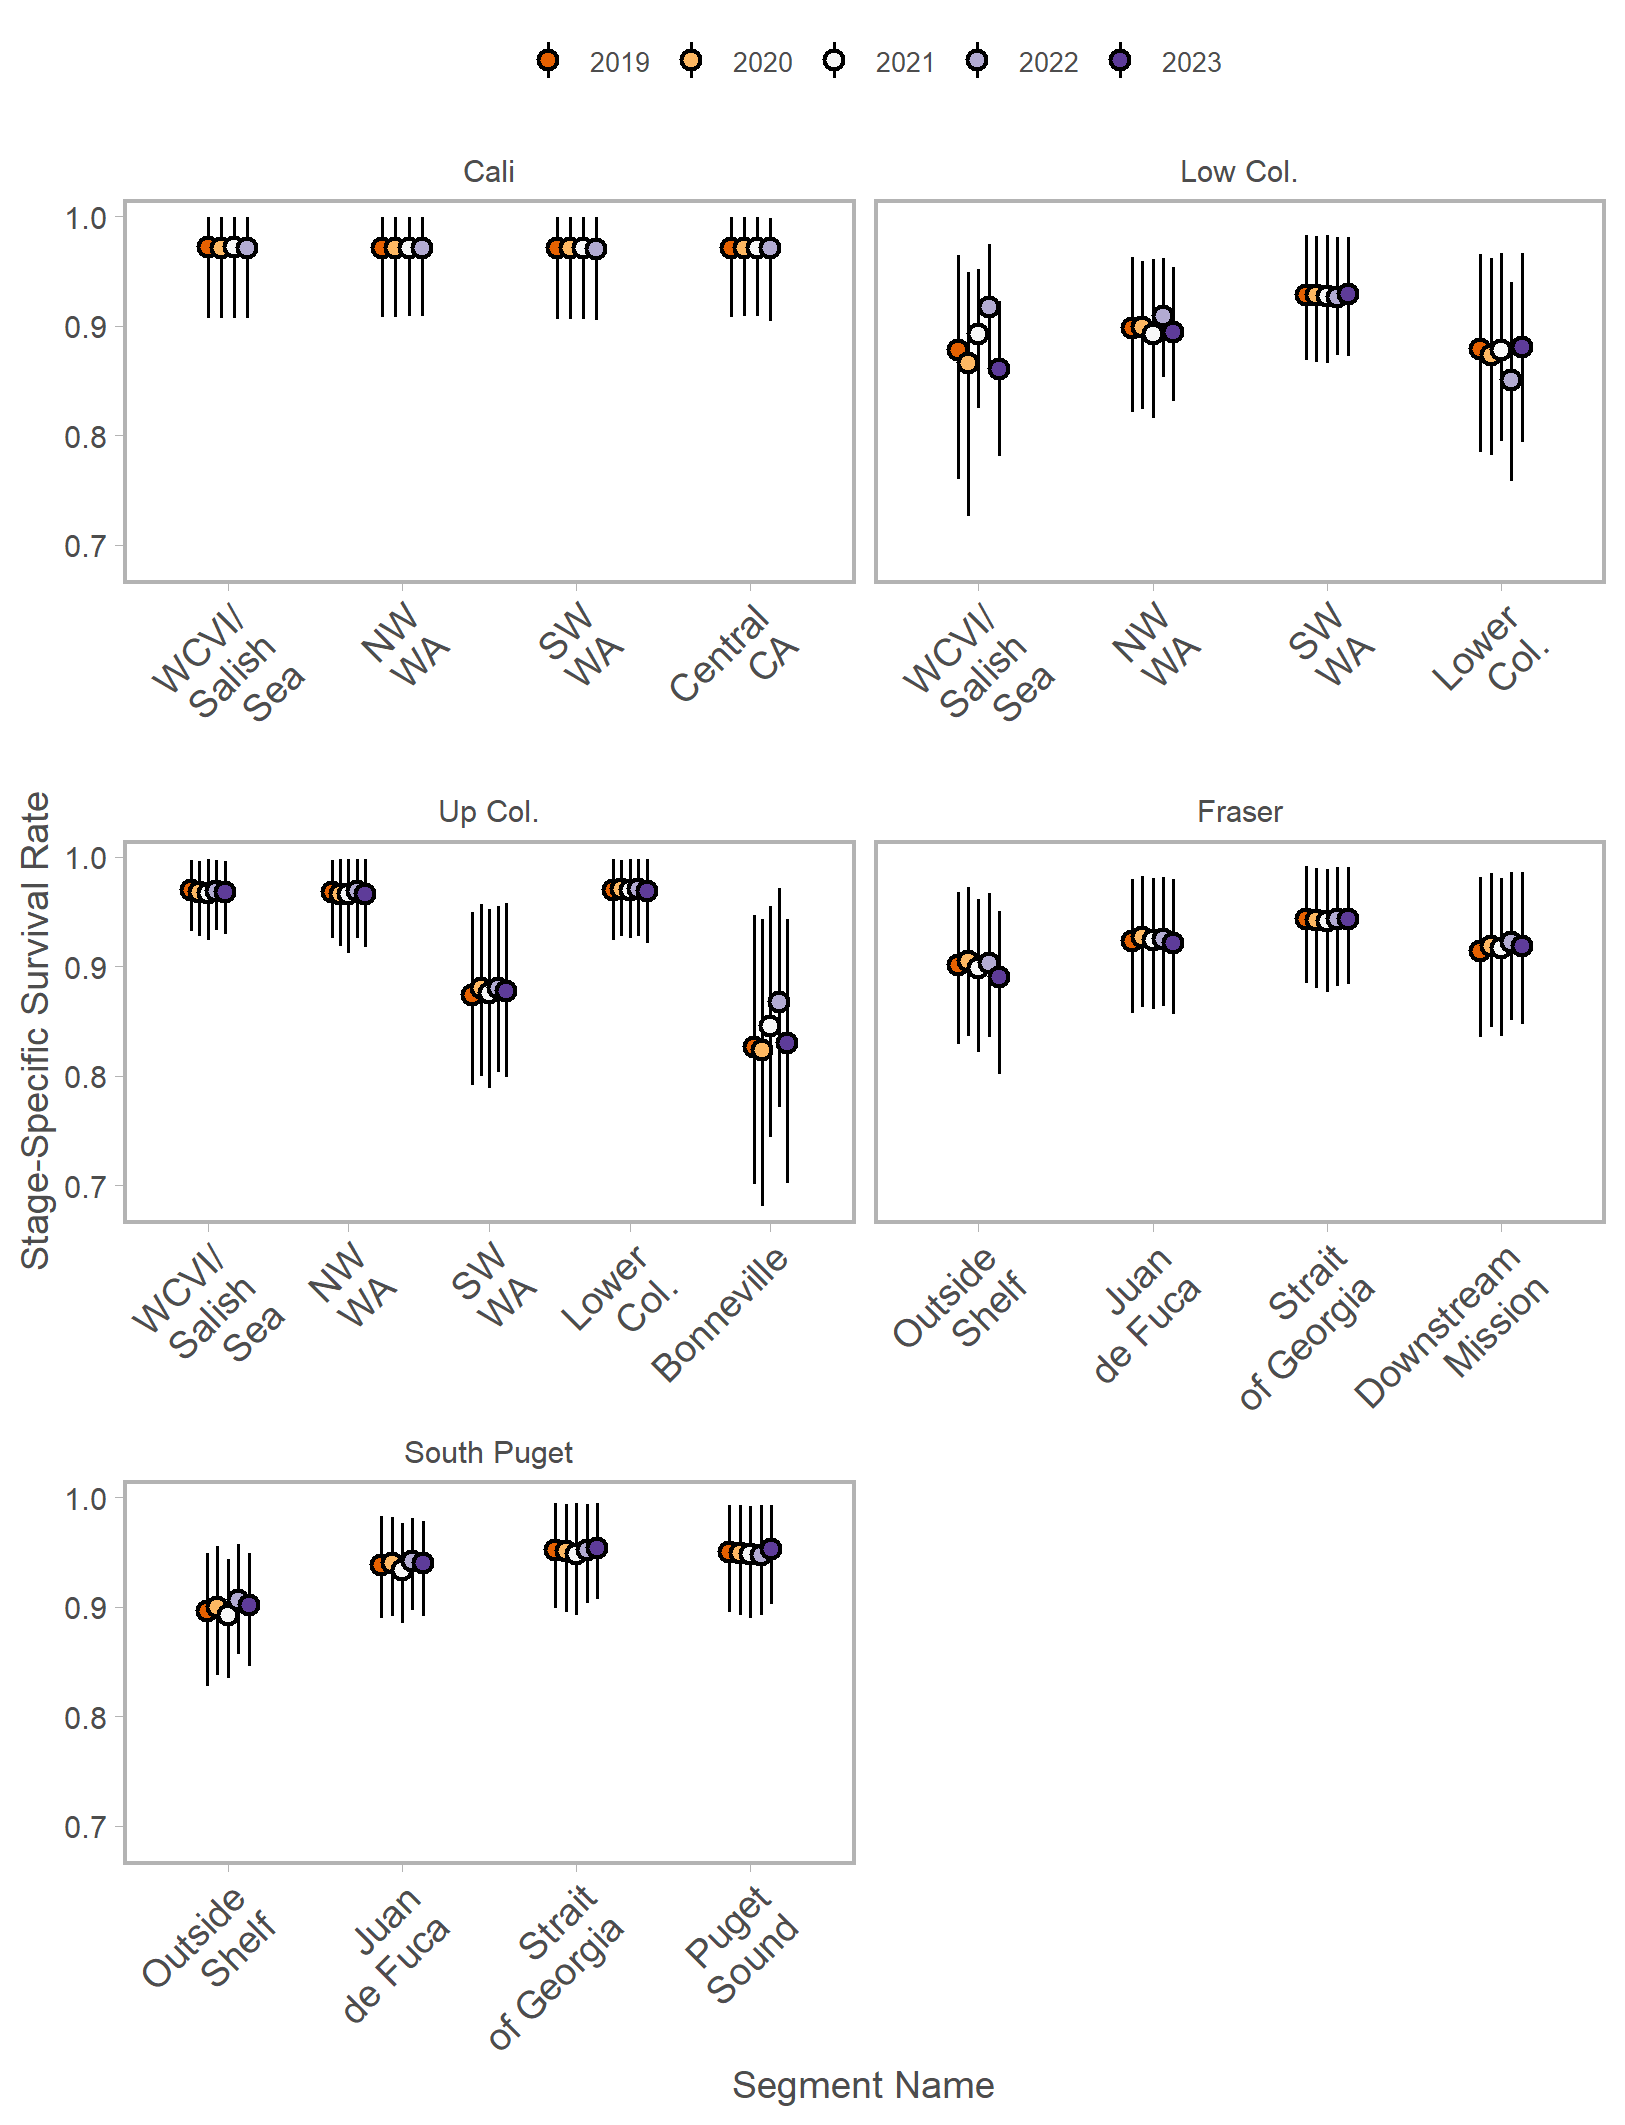 2019 2020 2021 2022 2023
Cali
Low Col.
1.0
0.9
0.8
0.7
WCVI/
Salish
Sea
NW
WA
SW
WA
Central
CA
WCVI/
Salish
Sea
NW
WA
SW
WA
Lower
Col.
Stage-Specific Survival Rate
Up Col.
Fraser
1.0
0.9
0.8
0.7
WCVI/
Salish
Sea
NW
WA
SW
WA
Lower
Col.
Bonneville
Outside
Shelf
Juan
de Fuca
Strait
of Georgia
Downstream
Mission
South Puget
1.0
0.9
0.8
0.7
Outside
Shelf
Juan
de Fuca
Strait
of Georgia
Puget
Sound
Segment Name